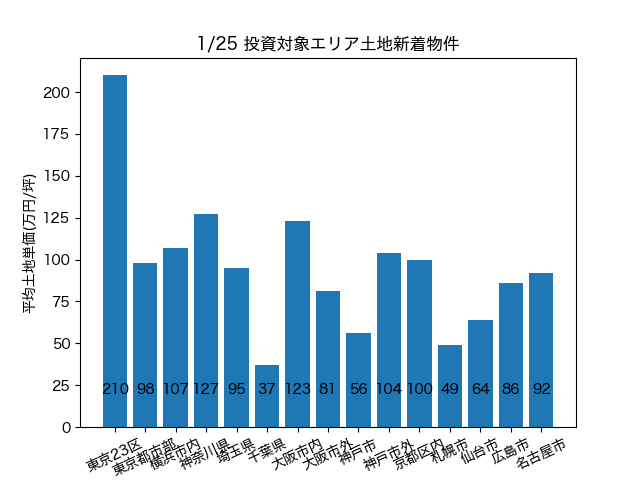 1/25 投資対象エリア土地新着物件
平均土地単価(万円/坪)
200
175
150
125
100
75
50
25
0
210 98 107 127 95 37 123 81 56 104 100 49 64 86 92
東京23区 東京都市部 横浜市内 神奈川県 埼玉県 千葉県 大阪市内 大阪市外 神戸市 神戸市外 京都区内 札幌市 仙台市 広島市 名古屋市